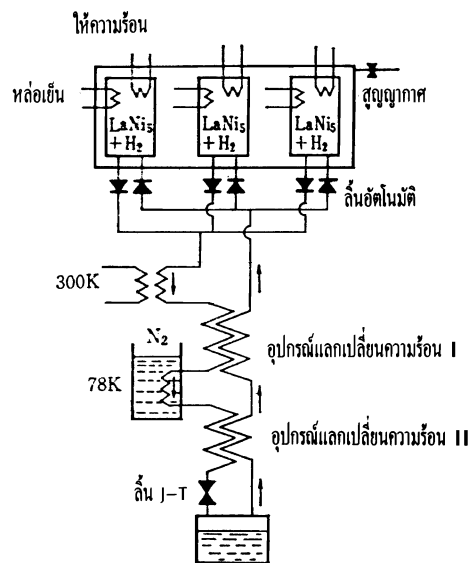 ให้ความร้อน
หล่อเย็น
สูญญากาศ
LaNi5
+H2
LaNi5
+H2
LaNi5
+H2
ลิ้นอัตโนมัติ
300K
N2
อุปกรณ์แลกเปลี่ยนความร้อน I
78K
อุปกรณ์แลกเปลี่ยนความร้อน II
ลิ้น J-T